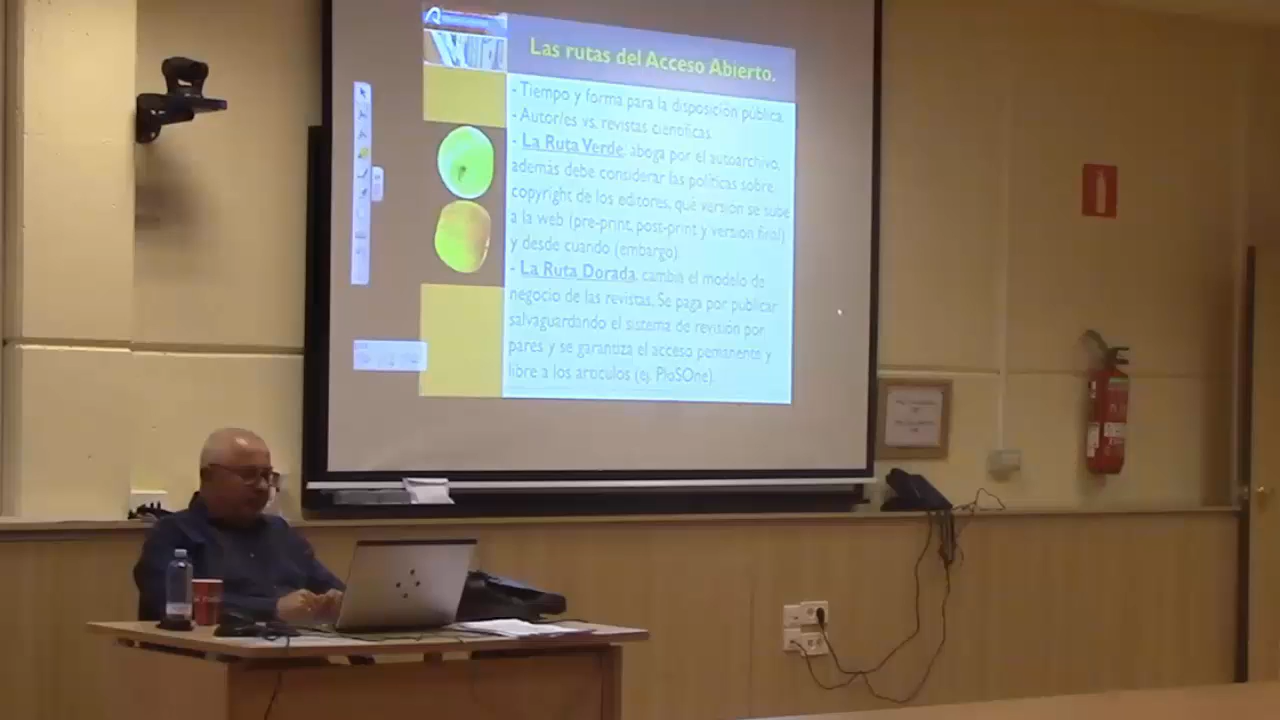 Las rutas del Acceso Abierto.
- Tiempo y forma para la disposición pública.
- Autor/es vs. revistas científicas.
- La Ruta Verde, aboga por el autoarchivo,
además debe considerar las políticas sobre
copyright de los editores, qué versión se sube
a la web (pre-print, post-print y versión final)
y desde cuando (embargo).
- La Ruta Dorada, cambia el modelo de
negocio de las revistas. Se paga por publicar
salvaguardando el sistema de revisión por
pares y se garantiza el acceso permanente y
libre a los artículos (ej. PloSOne).